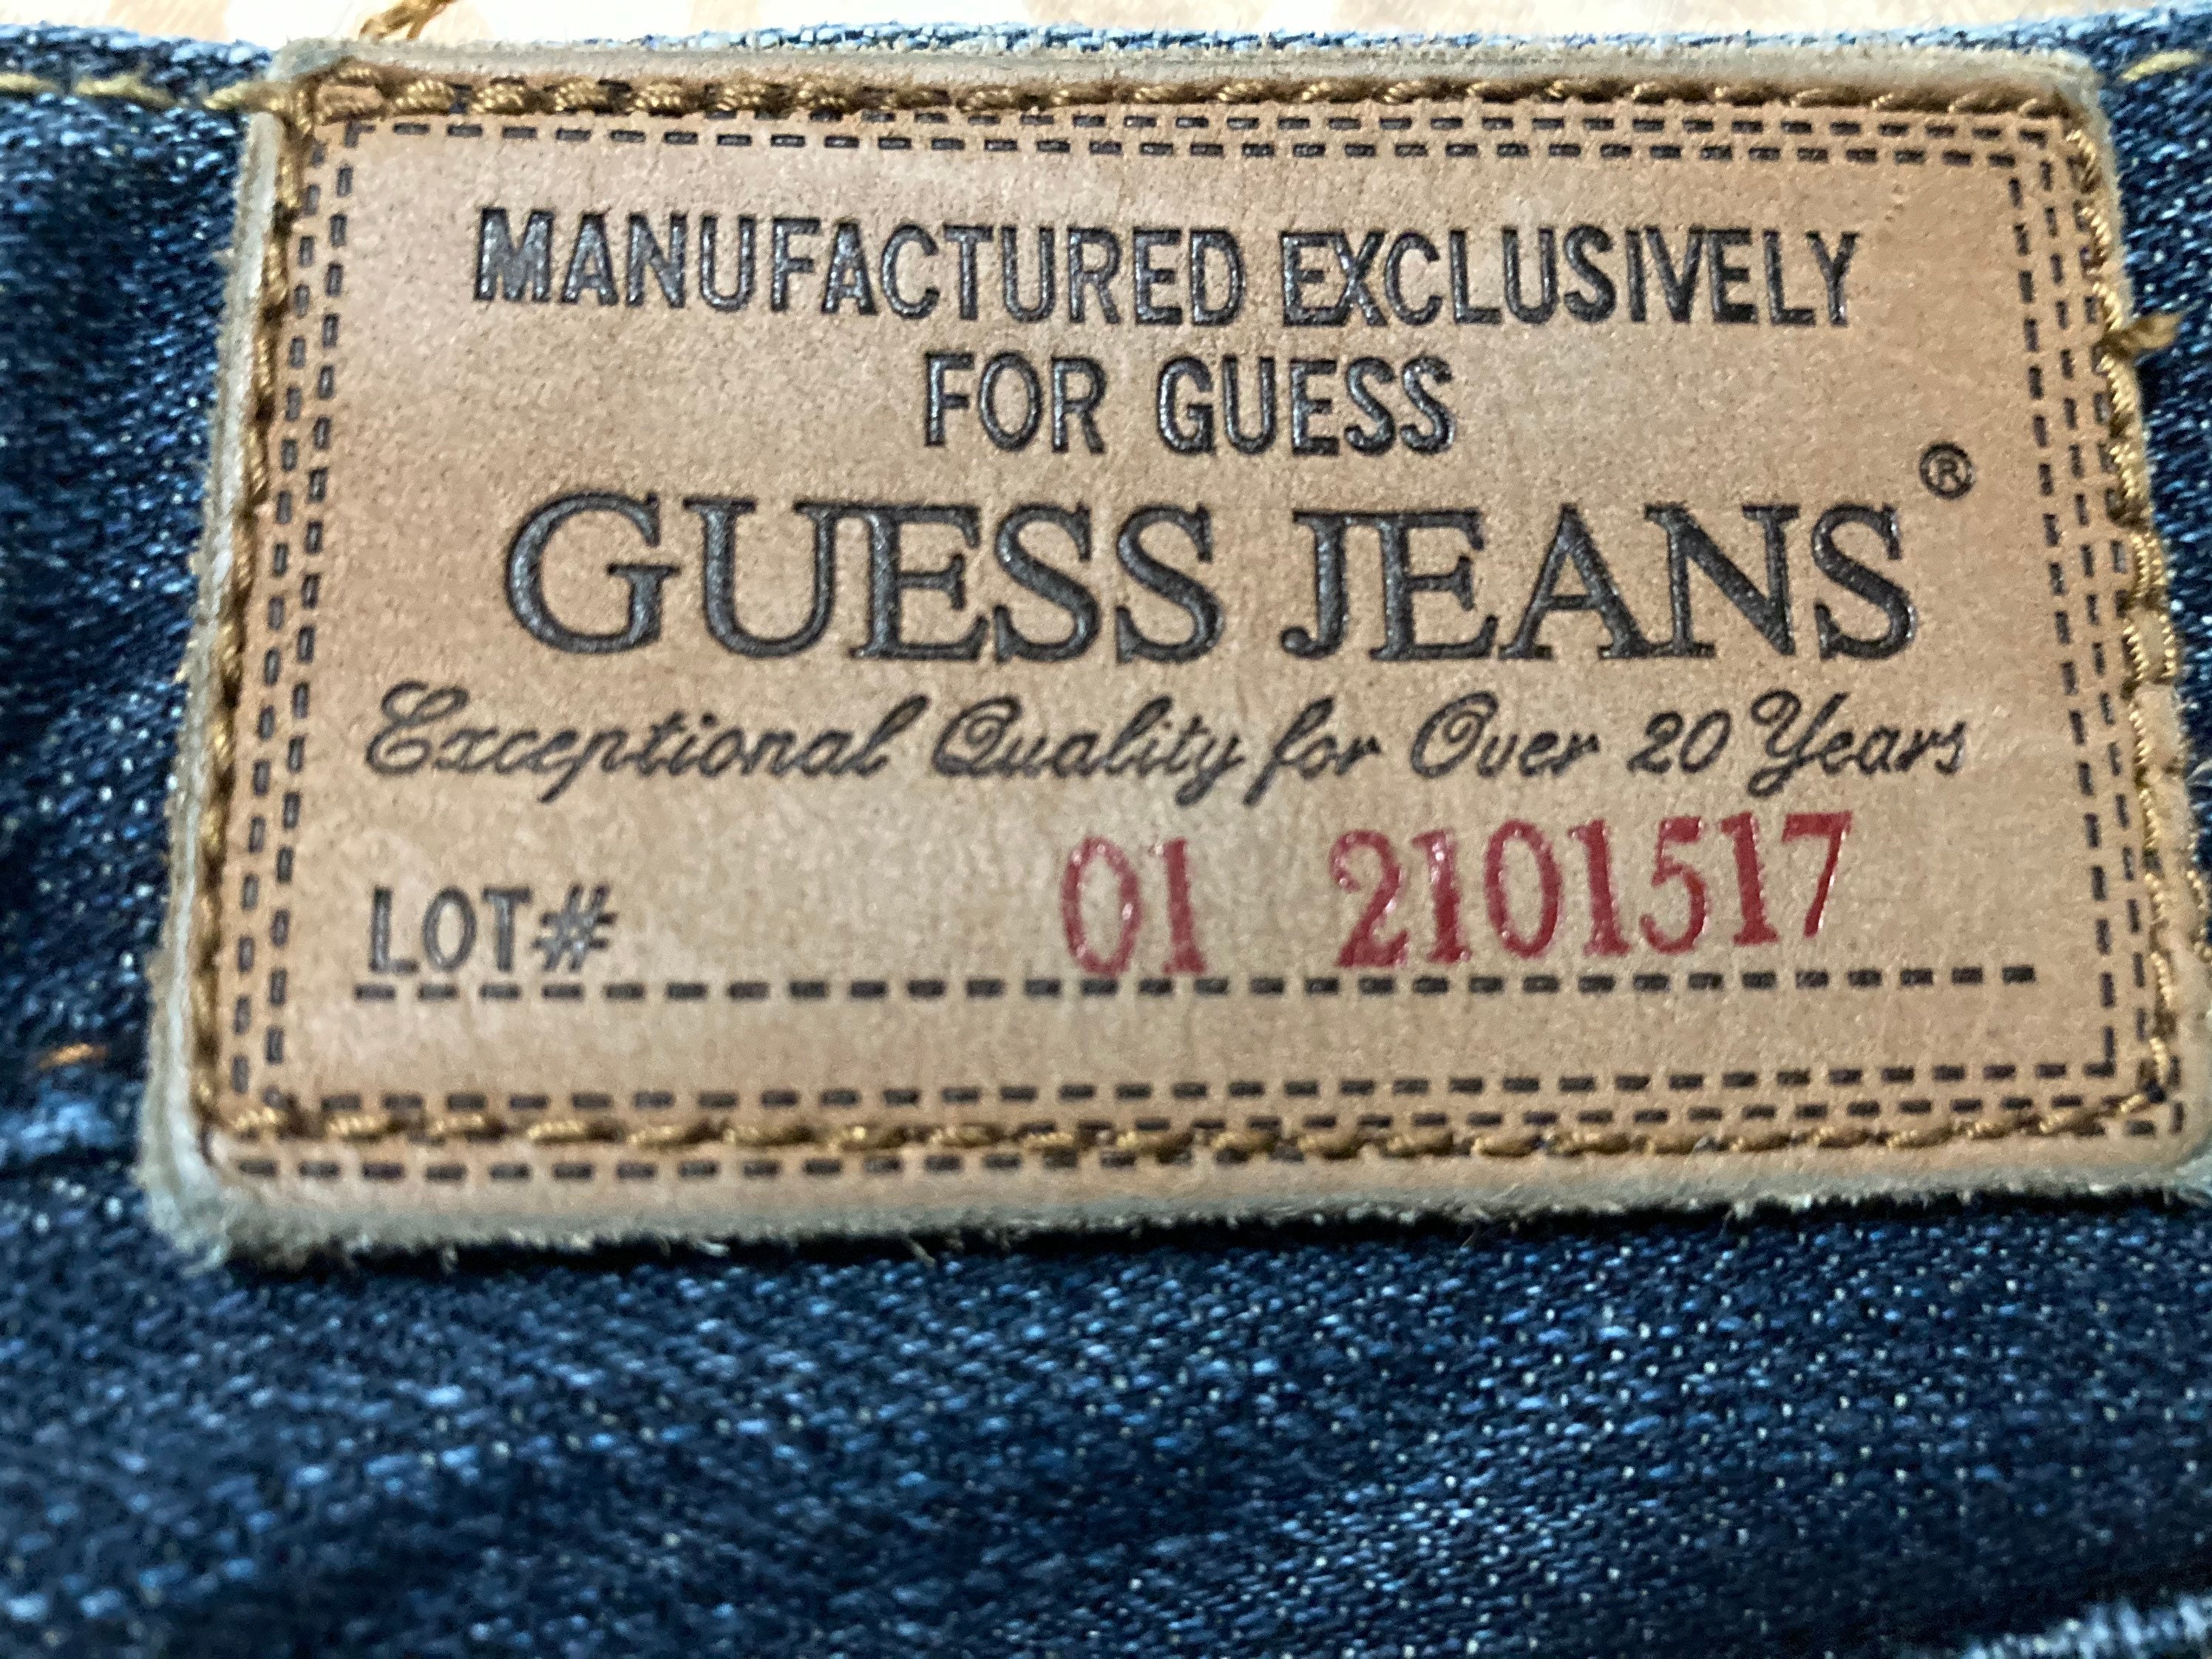 MANUFACTURED EXCLUSIVELY
FOR GUESS
GUESS JEANS®
Exceptional Quality for Over 20 Years
LOT# 01 2101517